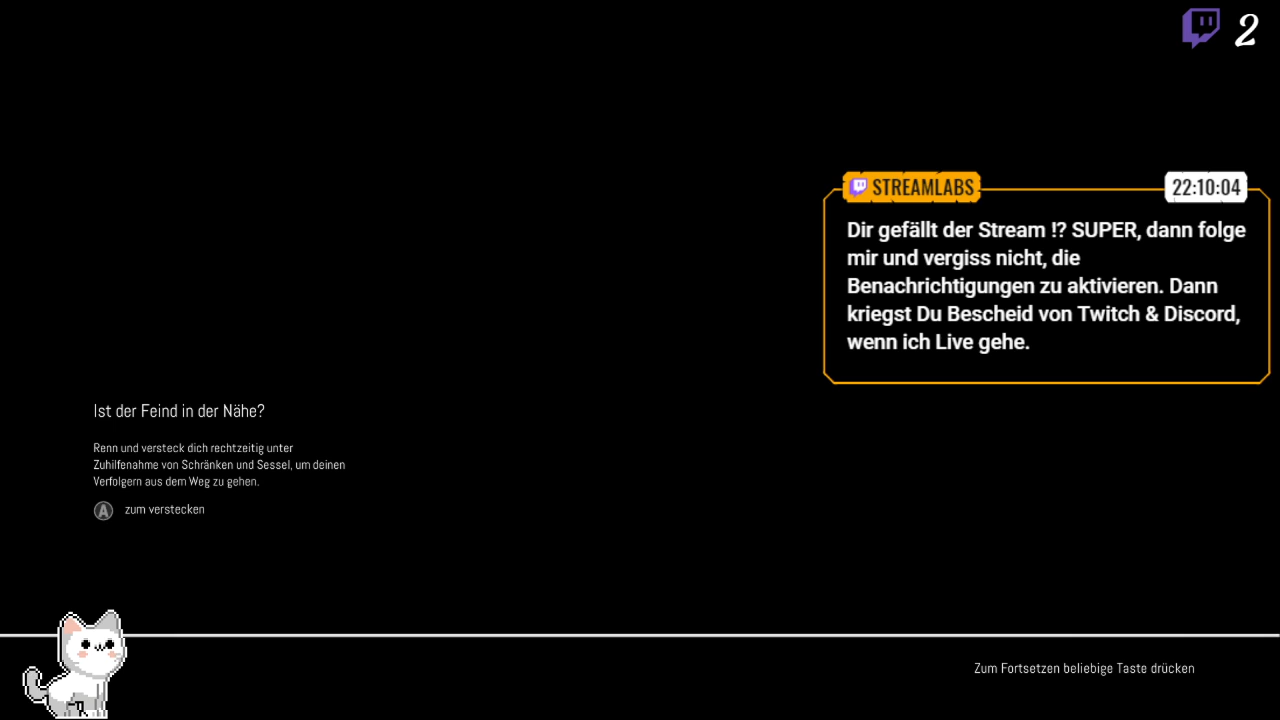 2
STREAMLABS
22:10:04
Dir gefällt der Stream !? SUPER, dann folge
mir und vergiss nicht, die
Benachrichtigungen zu aktivieren. Dann
kriegst Du Bescheid von Twitch & Discord,
wenn ich Live gehe.
Ist der Feind in der Nähe?
Renn und versteck dich rechtzeitig unter
Zuhilfenahme von Schränken und Sessel, um deinen
Verfolgern aus dem Weg zu gehen.
A zum verstecken
Zum Fortsetzen beliebige Taste drücken